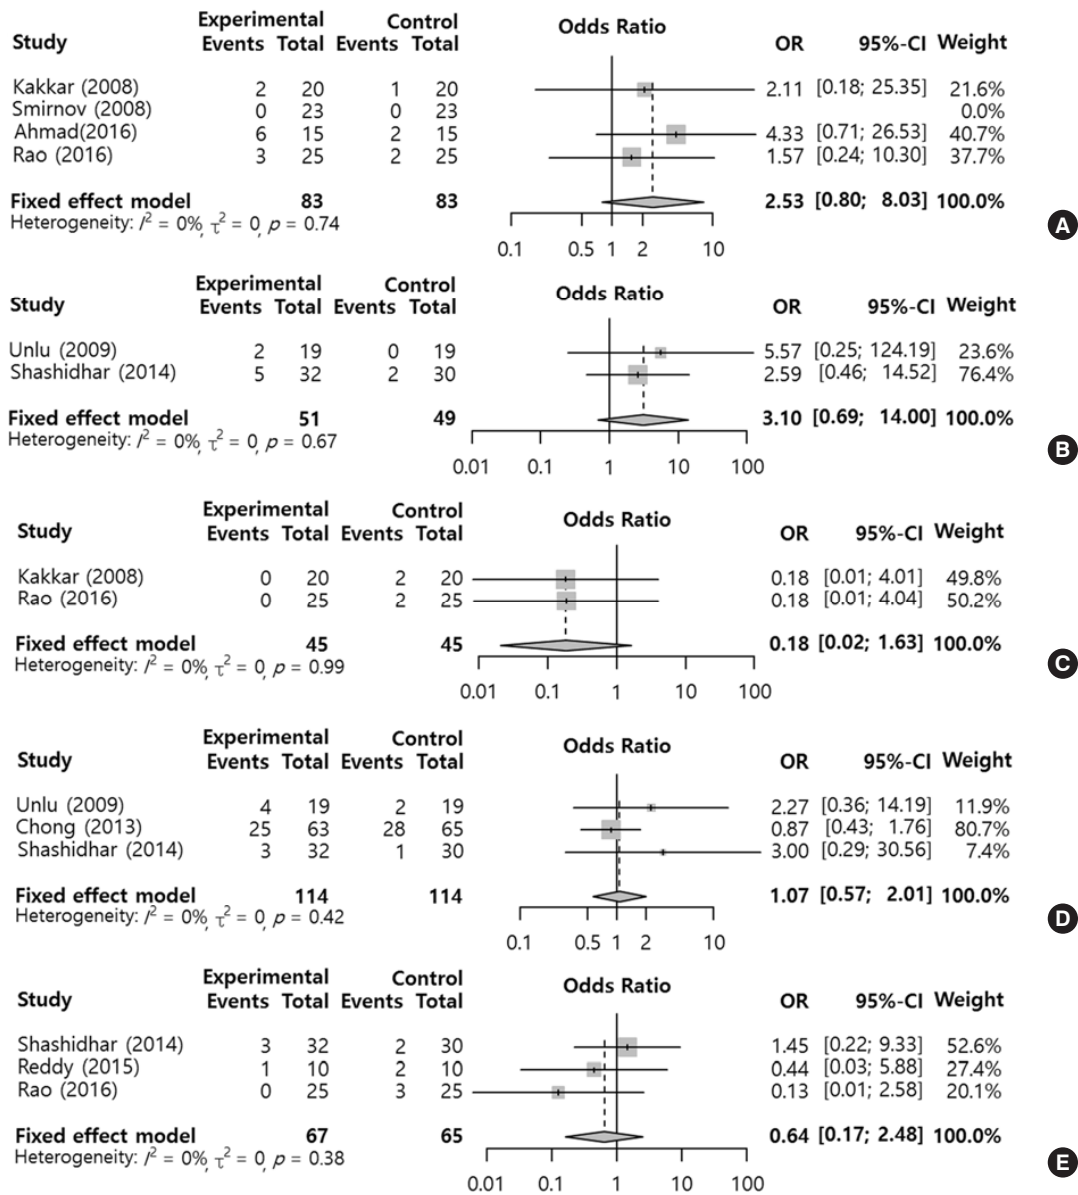 Experimental Control Odds Ratio
Study Events Total Events Total OR 95%-CI Weight
Kakkar (2008) 2 20 1 20 2.11 [0.18; 25.35] 21.6%
Smirnov (2008) 0 23 0 23 0.0%
Ahmad(2016) 6 15 2 15 4.33 [0.71; 26.53] 40.7%
Rao (2016) 3 25 2 25 1.57 [0.24; 10.30] 37.7%
Fixed effect model 83 83 2.53 [0.80; 8.03] 100.0%
Heterogeneity: I² = 0%, τ² = 0, p = 0.74
0.1 0.5 1 2 10
A
Experimental Control Odds Ratio
Study Events Total Events Total OR 95%-CI Weight
Unlu (2009) 2 19 0 19 5.57 [0.25; 124.19] 23.6%
Shashidhar (2014) 5 32 2 30 2.59 [0.46; 14.52] 76.4%
Fixed effect model 51 49 3.10 [0.69; 14.00] 100.0%
Heterogeneity: I² = 0%, τ² = 0, p = 0.67
0.01 0.1 1 10 100
B
Experimental Control Odds Ratio
Study Events Total Events Total OR 95%-CI Weight
Kakkar (2008) 0 20 2 20 0.18 [0.01; 4.01] 49.8%
Rao (2016) 0 25 2 25 0.18 [0.01; 4.04] 50.2%
Fixed effect model 45 45 0.18 [0.02; 1.63] 100.0%
Heterogeneity: I² = 0%, τ² = 0, p = 0.99
0.01 0.1 1 10 100
C
Experimental Control Odds Ratio
Study Events Total Events Total OR 95%-CI Weight
Unlu (2009) 4 19 2 19 2.27 [0.36; 14.19] 11.9%
Chong (2013) 25 63 28 65 0.87 [0.43; 1.76] 80.7%
Shashidhar (2014) 3 32 1 30 3.00 [0.29; 30.56] 7.4%
Fixed effect model 114 114 1.07 [0.57; 2.01] 100.0%
Heterogeneity: I² = 0%, τ² = 0, p = 0.42
0.1 0.5 1 2 10
D
Experimental Control Odds Ratio
Study Events Total Events Total OR 95%-CI Weight
Shashidhar (2014) 3 32 2 30 1.45 [0.22; 9.33] 52.6%
Reddy (2015) 1 10 2 10 0.44 [0.03; 5.88] 27.4%
Rao (2016) 0 25 3 25 0.13 [0.01; 2.58] 20.1%
Fixed effect model 67 65 0.64 [0.17; 2.48] 100.0%
Heterogeneity: I² = 0%, τ² = 0, p = 0.38
0.01 0.1 1 10 100
E